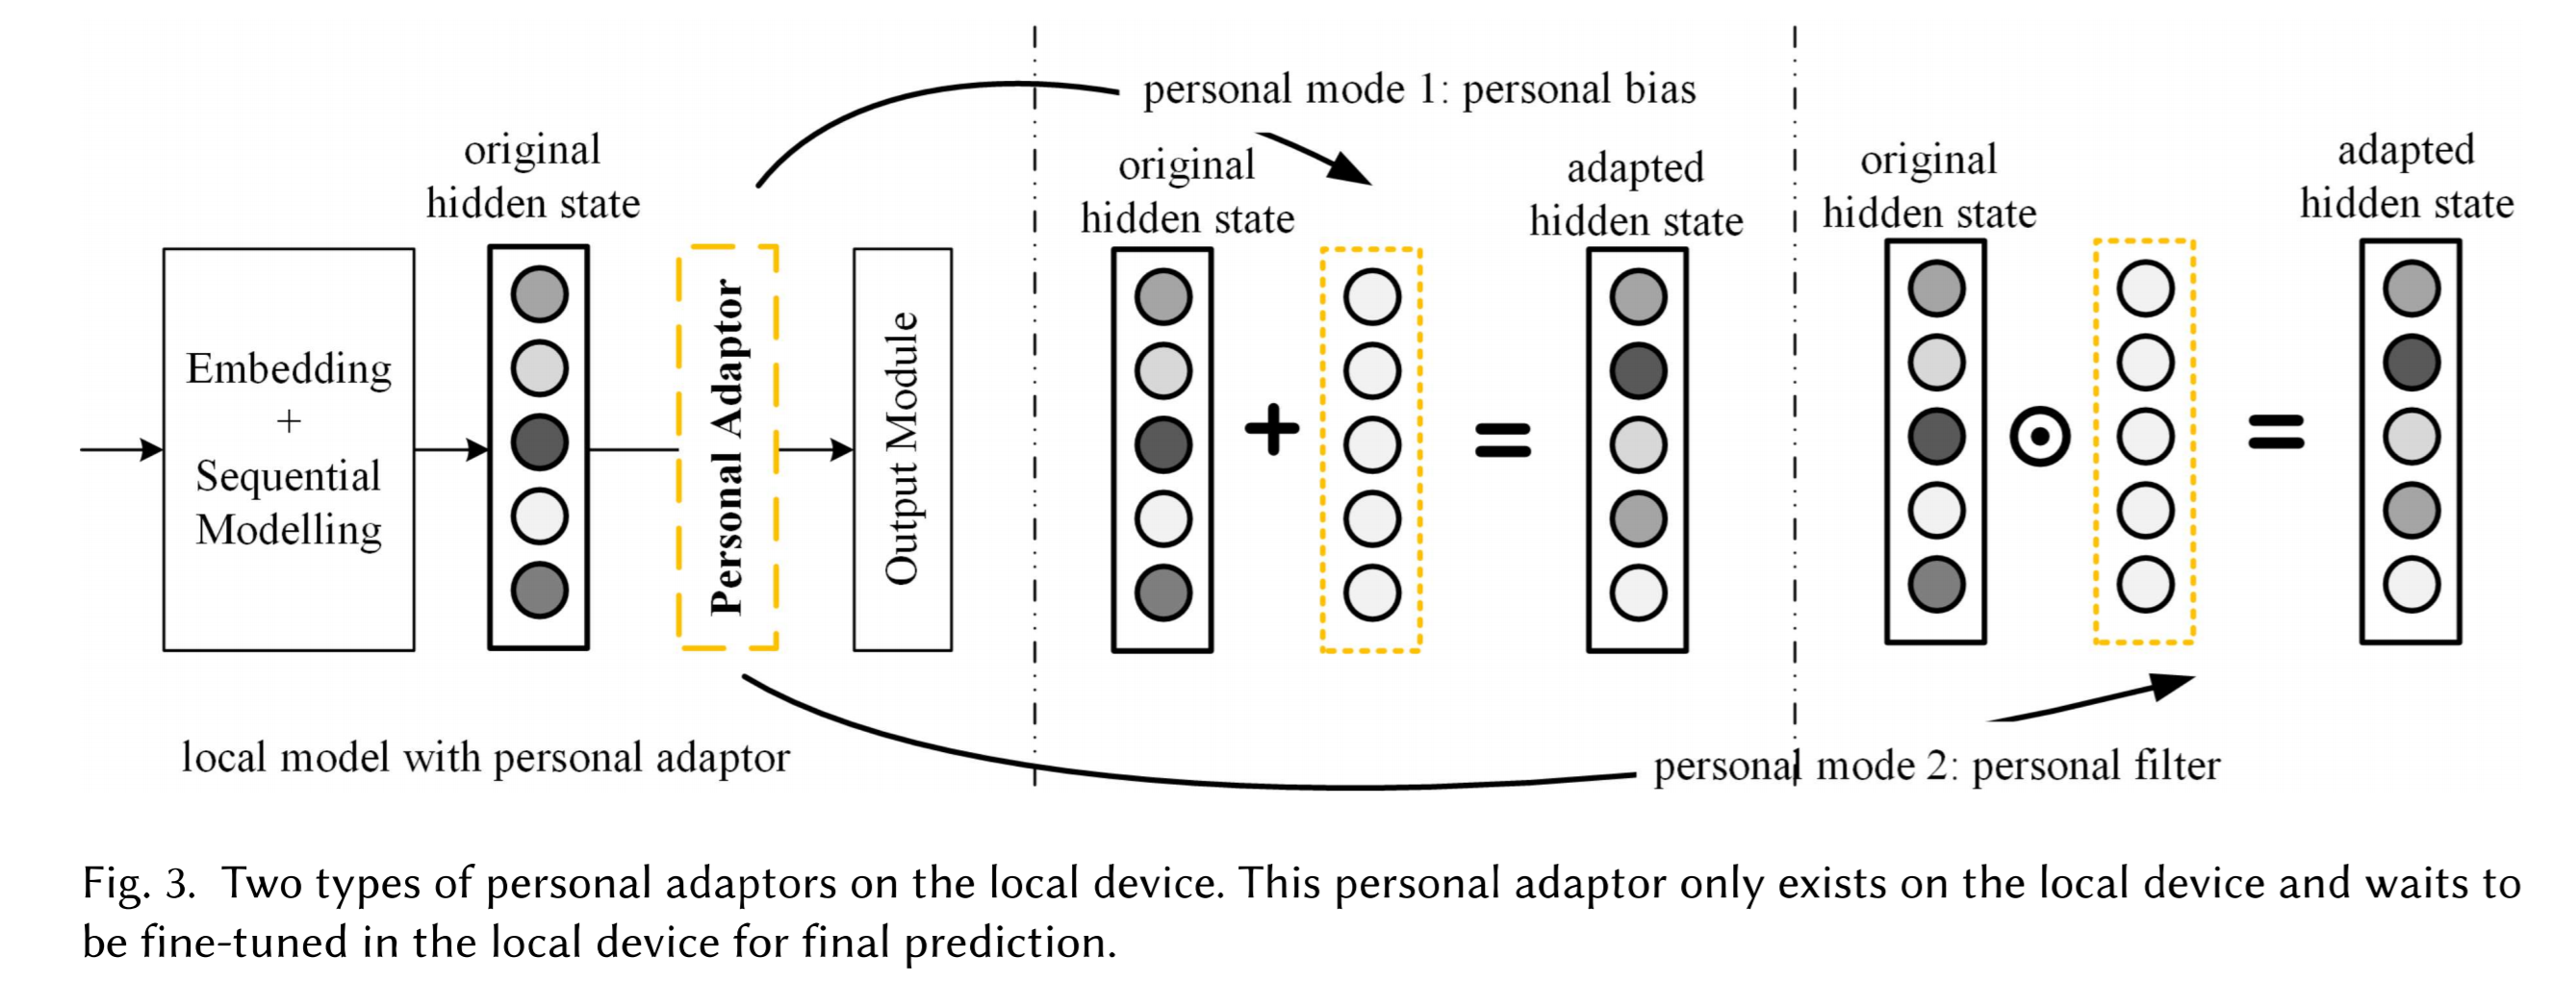 original
hidden state
Embedding
+
Sequential
Modelling
Personal Adaptor
Output Module
local model with personal adaptor
personal mode 1: personal bias
original
hidden state
+
=
adapted
hidden state
original
hidden state
⊙
=
adapted
hidden state
personal mode 2: personal filter
Fig. 3. Two types of personal adaptors on the local device. This personal adaptor only exists on the local device and waits to
be fine-tuned in the local device for final prediction.